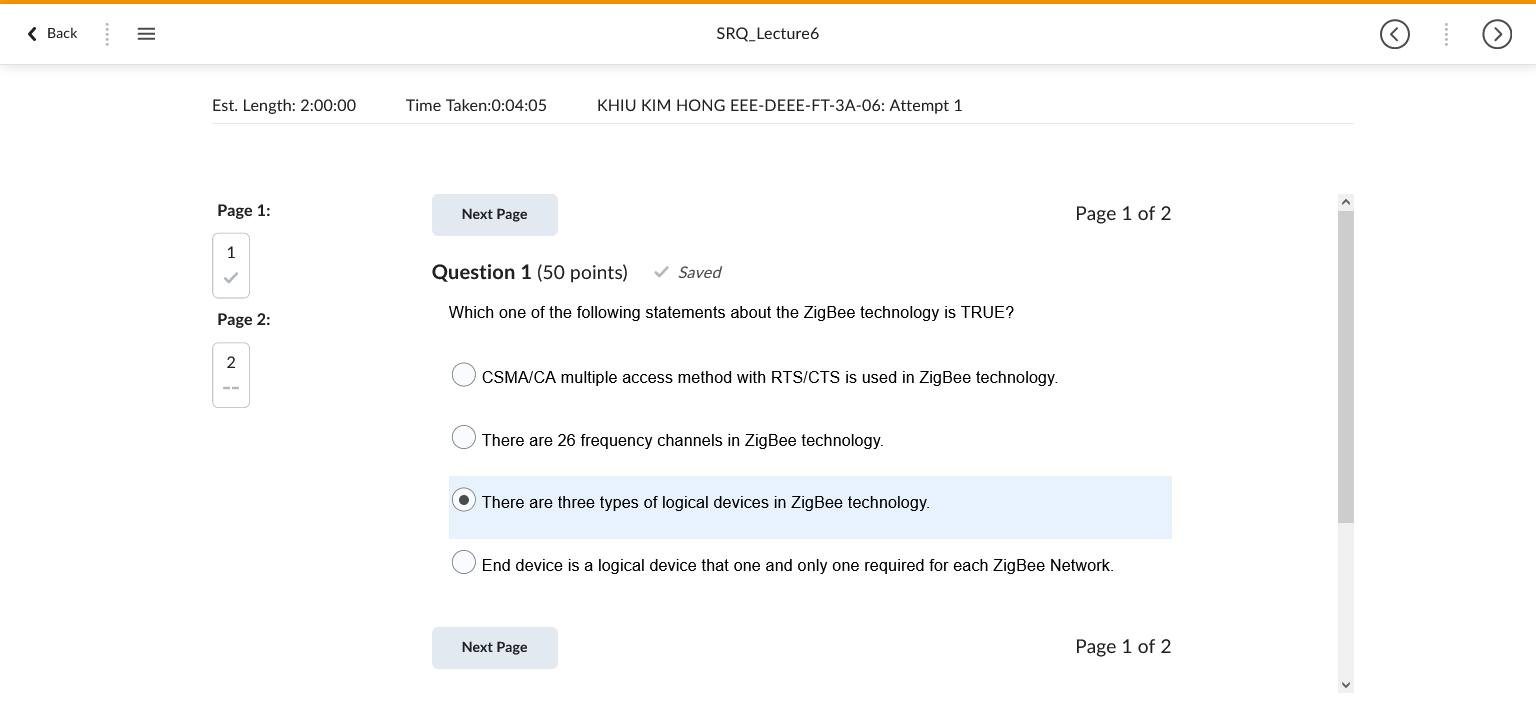 Back
SRQ_Lecture6
Est. Length: 2:00:00 Time Taken:0:04:05 KHIU KIM HONG EEE-DEEE-FT-3A-06: Attempt 1
Page 1:
1
Page 2:
2
--
Next Page Page 1 of 2
Question 1 (50 points) Saved
Which one of the following statements about the ZigBee technology is TRUE?
CSMA/CA multiple access method with RTS/CTS is used in ZigBee technology.
There are 26 frequency channels in ZigBee technology.
There are three types of logical devices in ZigBee technology.
End device is a logical device that one and only one required for each ZigBee Network.
Next Page Page 1 of 2